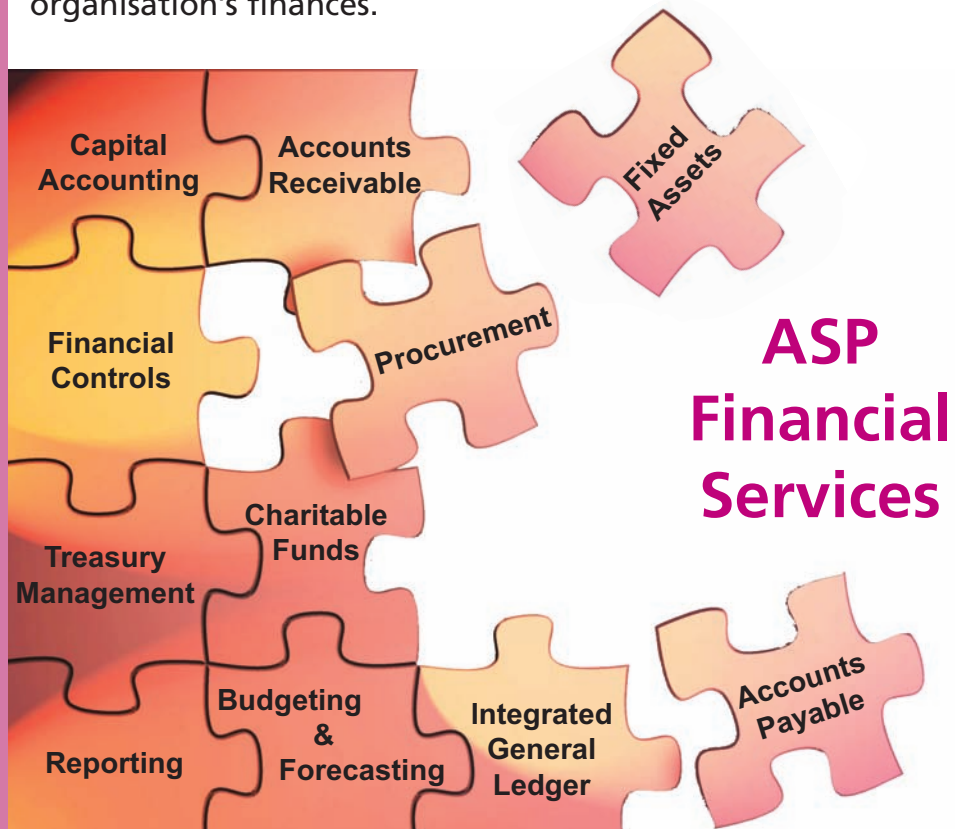 organisation's finances.
Capital
Accounting
Accounts
Receivable
Fixed
Assets
Financial
Controls
Procurement
ASP
Financial
Services
Charitable
Funds
Treasury
Management
Accounts
Payable
Budgeting
&
Forecasting
Integrated
General
Ledger
Reporting